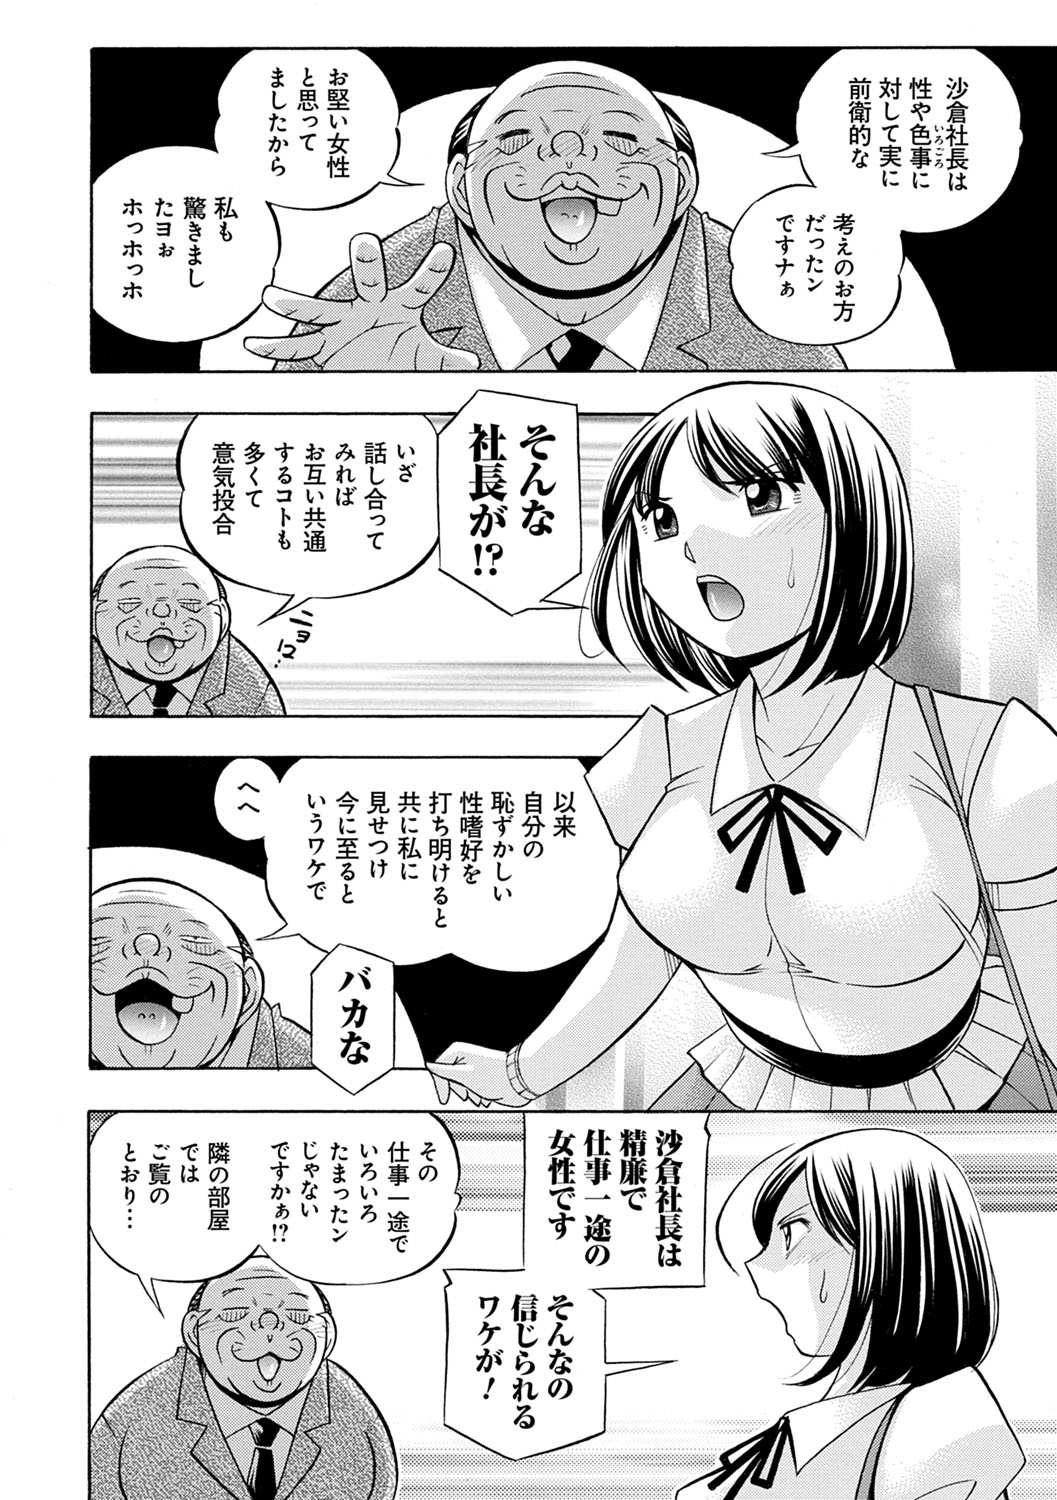 沙倉社長は
性や色事に
いろごと
対して実に
前衛的な
考えのお方
だったン
ですナぁ
お堅い女性
と思って
ましたから
私も
驚きまし
たヨぉ
ホっホっホ
そんな
社長が!?
いざ
話し合って
みれば
お互い共通
するコトも
多くて
意気投合
ニヨニマ…
以来
自分の
恥ずかしい
性嗜好を
打ち明けると
共に私に
見せつけ
今に至ると
いうワケで
へへ
バカな
沙倉社長は
精廉で
仕事一途の
女性です
そんなの
信じられる
ワケが!
その
仕事一途で
いろいろ
たまったン
じゃない
ですかぁ!?
隣の部屋
では
ご覧の
とおり…